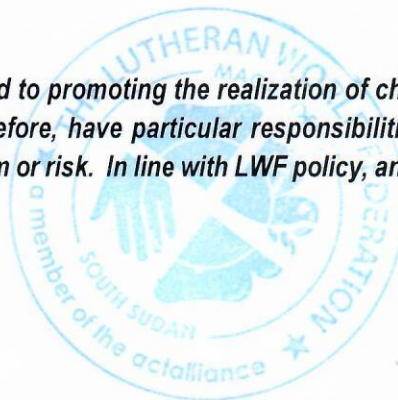 d to promoting the realization of ch
efore, have particular responsibiliti
n or risk. In line with LWF policy, an
THE LUTHERAN WORLD FEDERATION
SOUTH SUDAN
a member of the actalliance